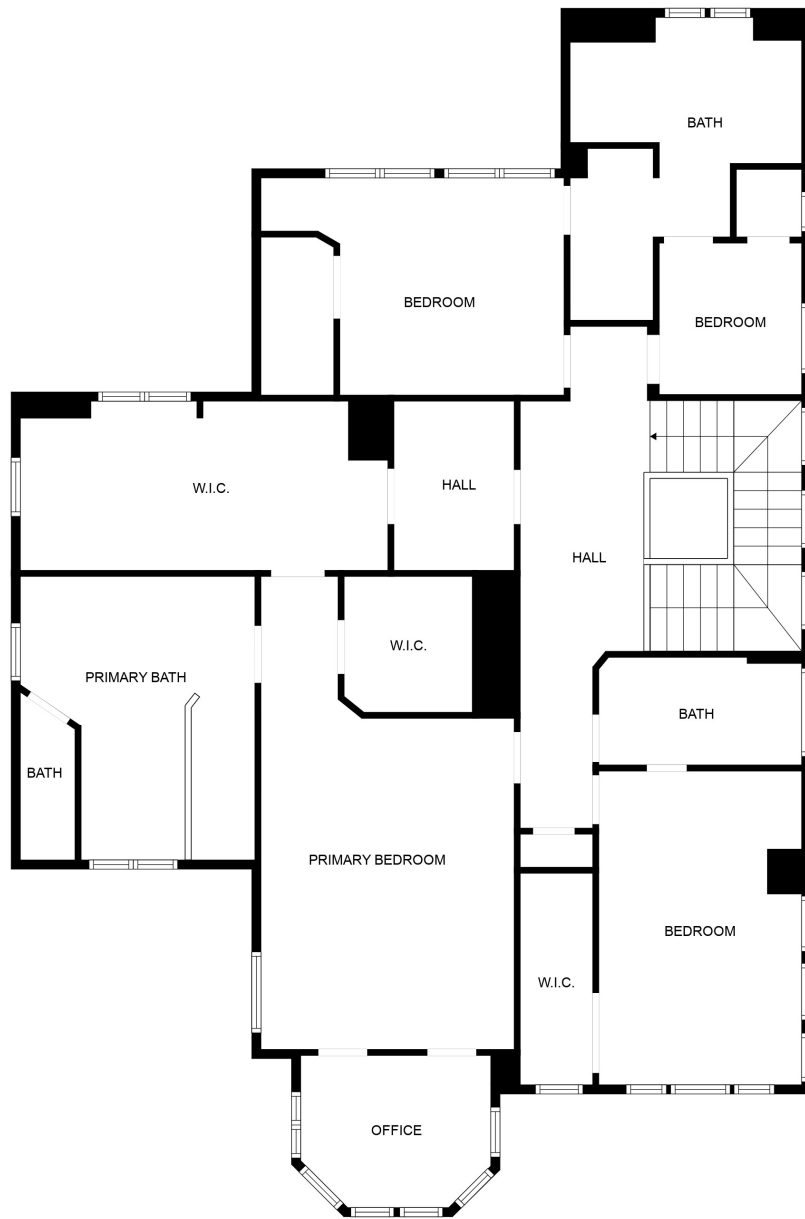 BATH
BEDROOM
BEDROOM
W.I.C.
HALL
HALL
W.I.C.
PRIMARY BATH
BATH
BATH
PRIMARY BEDROOM
BEDROOM
W.I.C.
OFFICE